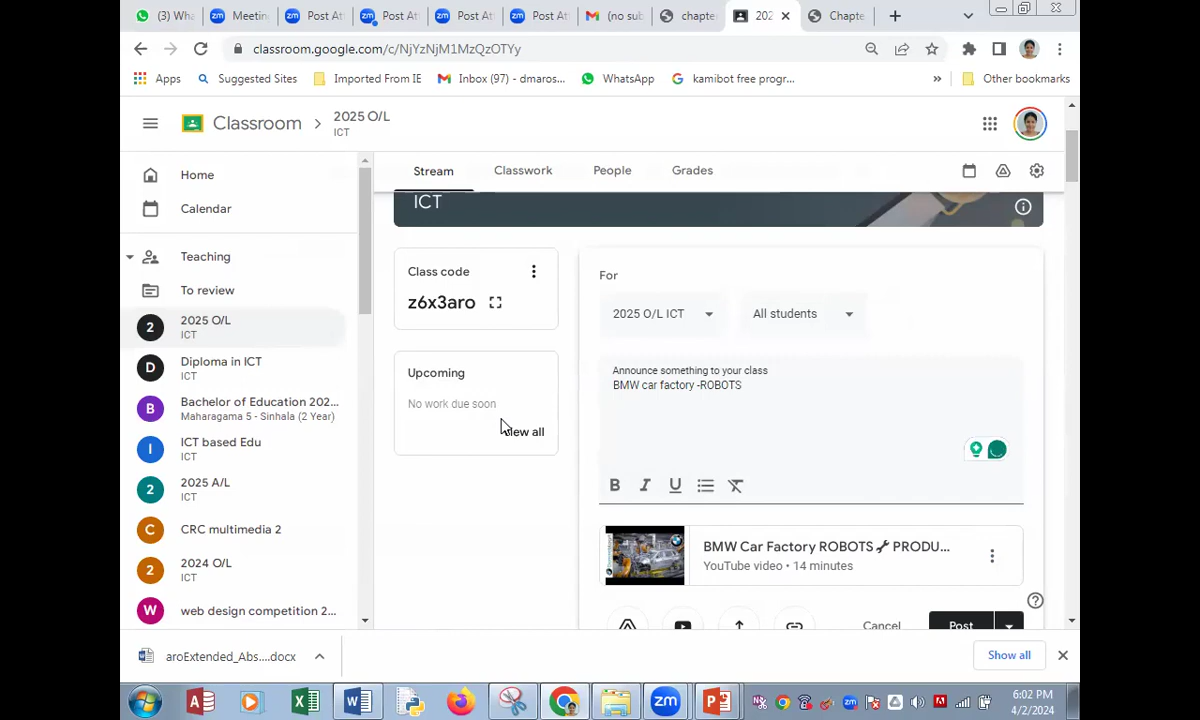 (3) Wha
Meetin
Post At
Post At
Post At
Post At
(no su
chapte
202
Chapte
classroom.google.com/c/NjYzNjM1MzQzOTYy
Apps
Suggested Sites
Imported From IE
Inbox (97) - dmaros...
WhatsApp
kamibot free progr...
»
Other bookmarks
Classroom
2025 O/L
ICT
Home
Calendar
Teaching
To review
2
2025 O/L
ICT
D
Diploma in ICT
ICT
B
Bachelor of Education 202...
Maharagama 5 - Sinhala (2 Year)
I
ICT based Edu
ICT
2
2025 A/L
ICT
C
CRC multimedia 2
2
2024 O/L
ICT
W
web design competition 2...
Stream
Classwork
People
Grades
ICT
Class code
z6x3aro
Upcoming
No work due soon
View all
For
2025 O/L ICT
All students
Announce something to your class
BMW car factory -ROBOTS
B I U
BMW Car Factory ROBOTS🔧 PRODU...
YouTube video • 14 minutes
Cancel
Post
aroExtended_Abs....docx
Show all
zm
6:02 PM
4/2/2024